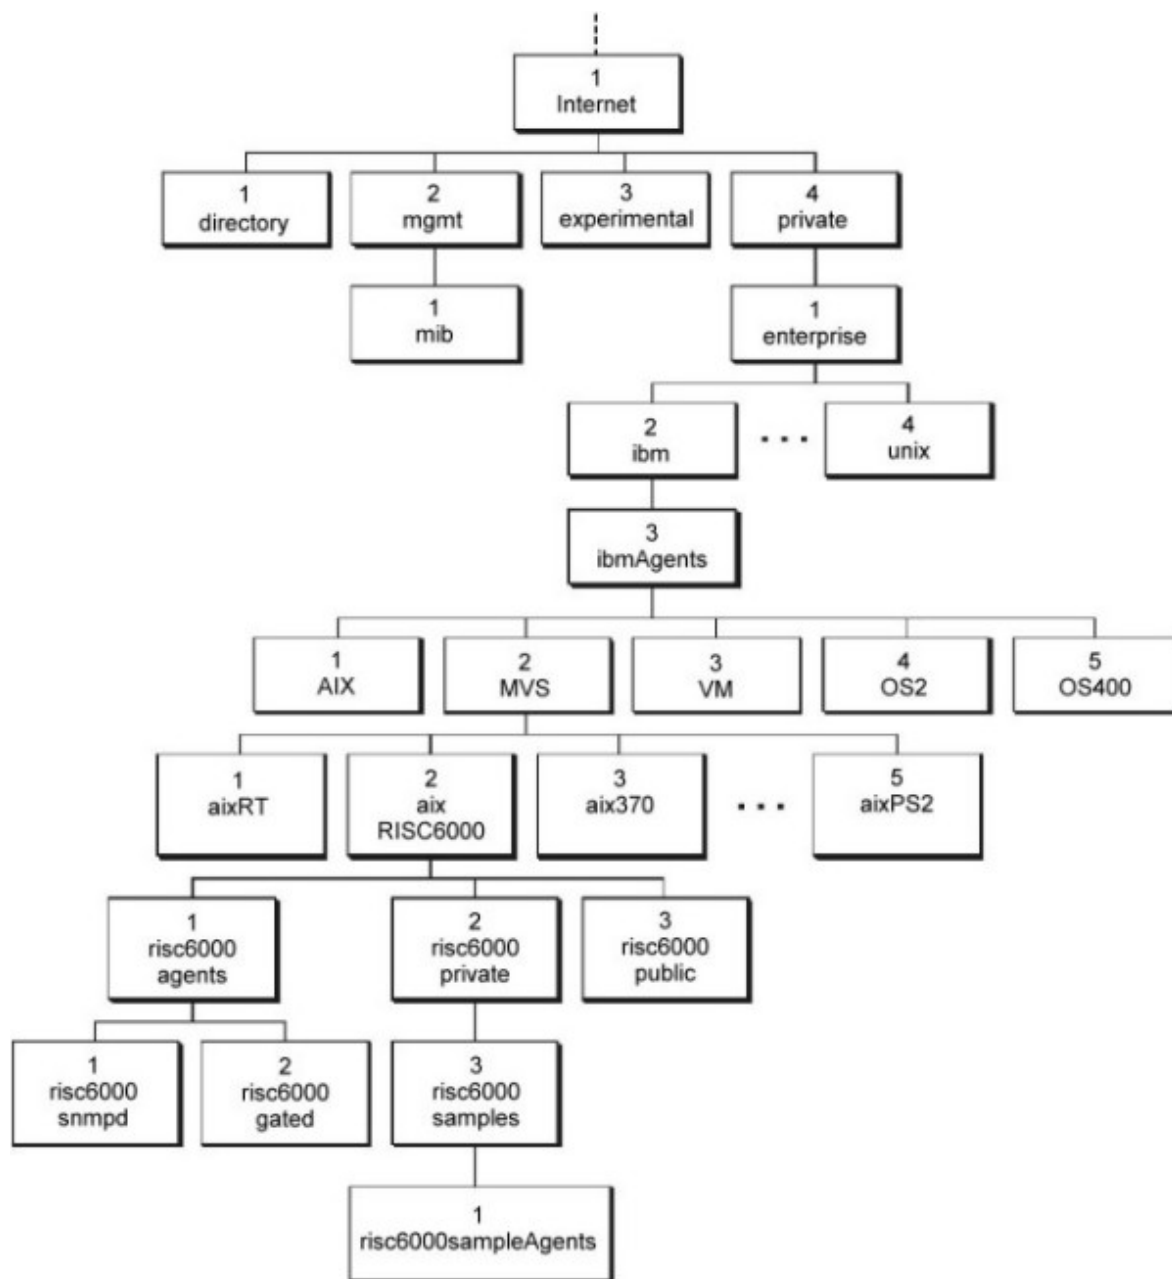 1
Internet
1
directory
2
mgmt
3
experimental
4
private
1
mib
1
enterprise
2
ibm
4
unix
3
ibmAgents
1
AIX
2
MVS
3
VM
4
OS2
5
OS400
1
aixRT
2
aix
RISC6000
3
aix370
5
aixPS2
1
risc6000
agents
2
risc6000
private
3
risc6000
public
1
risc6000
snmpd
2
risc6000
gated
3
risc6000
samples
1
risc6000sampleAgents